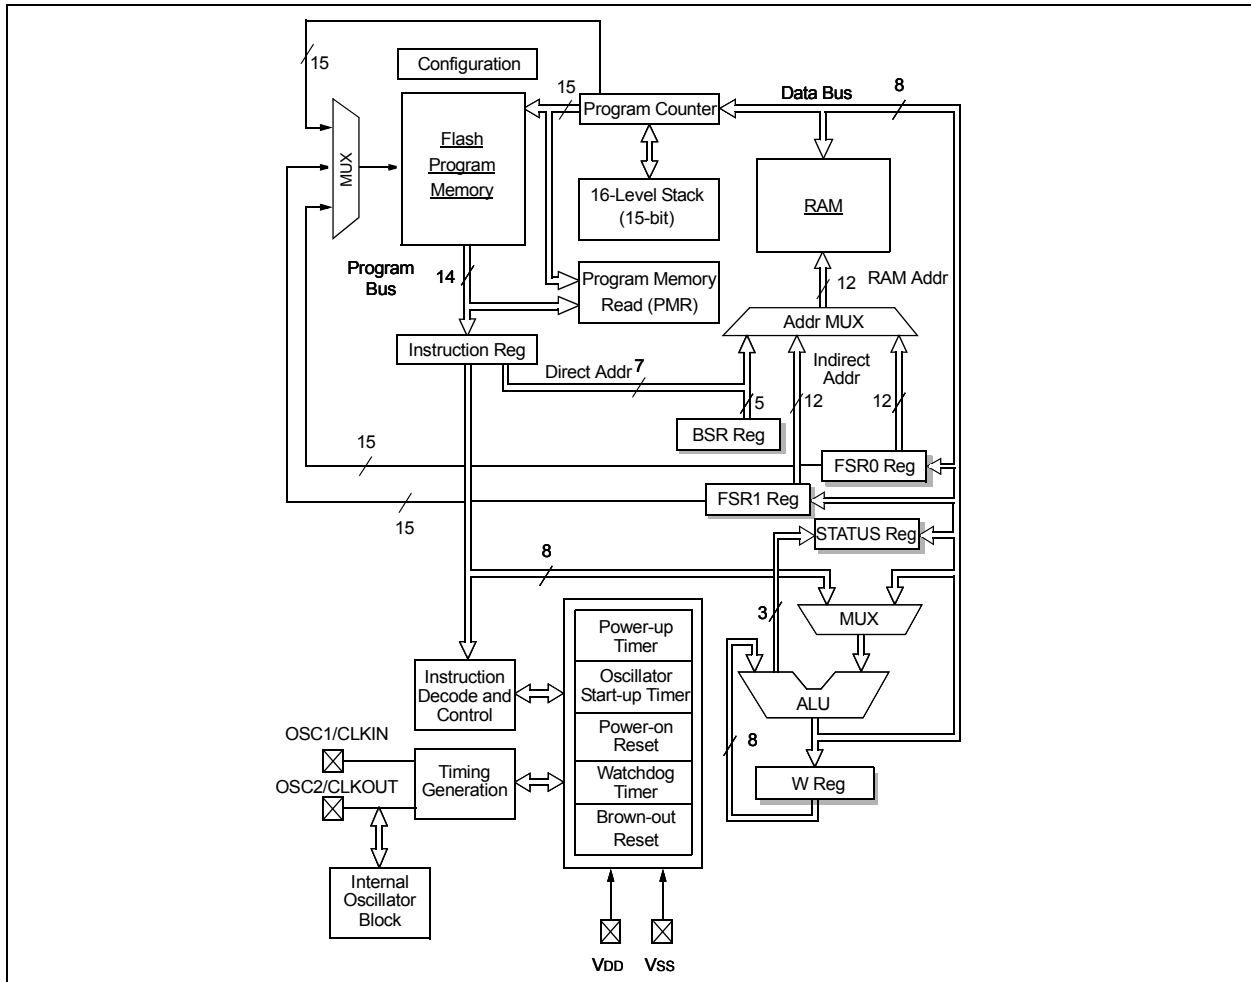 15
Configuration
15
Data Bus
8
Program Counter
MUX
Flash
Program
Memory
16-Level Stack
(15-bit)
RAM
Program
Bus
14
Program Memory
Read (PMR)
12
RAM Addr
Addr MUX
Instruction Reg
Direct Addr
7
Indirect
Addr
5
12
12
BSR Reg
15
FSR0 Reg
15
FSR1 Reg
STATUS Reg
8
3
MUX
Power-up
Timer
Instruction
Decode and
Control
Oscillator
Start-up Timer
ALU
OSC1/CLKIN
Power-on
Reset
8
OSC2/CLKOUT
Timing
Generation
Watchdog
Timer
W Reg
Brown-out
Reset
Internal
Oscillator
Block
VDD
VSS